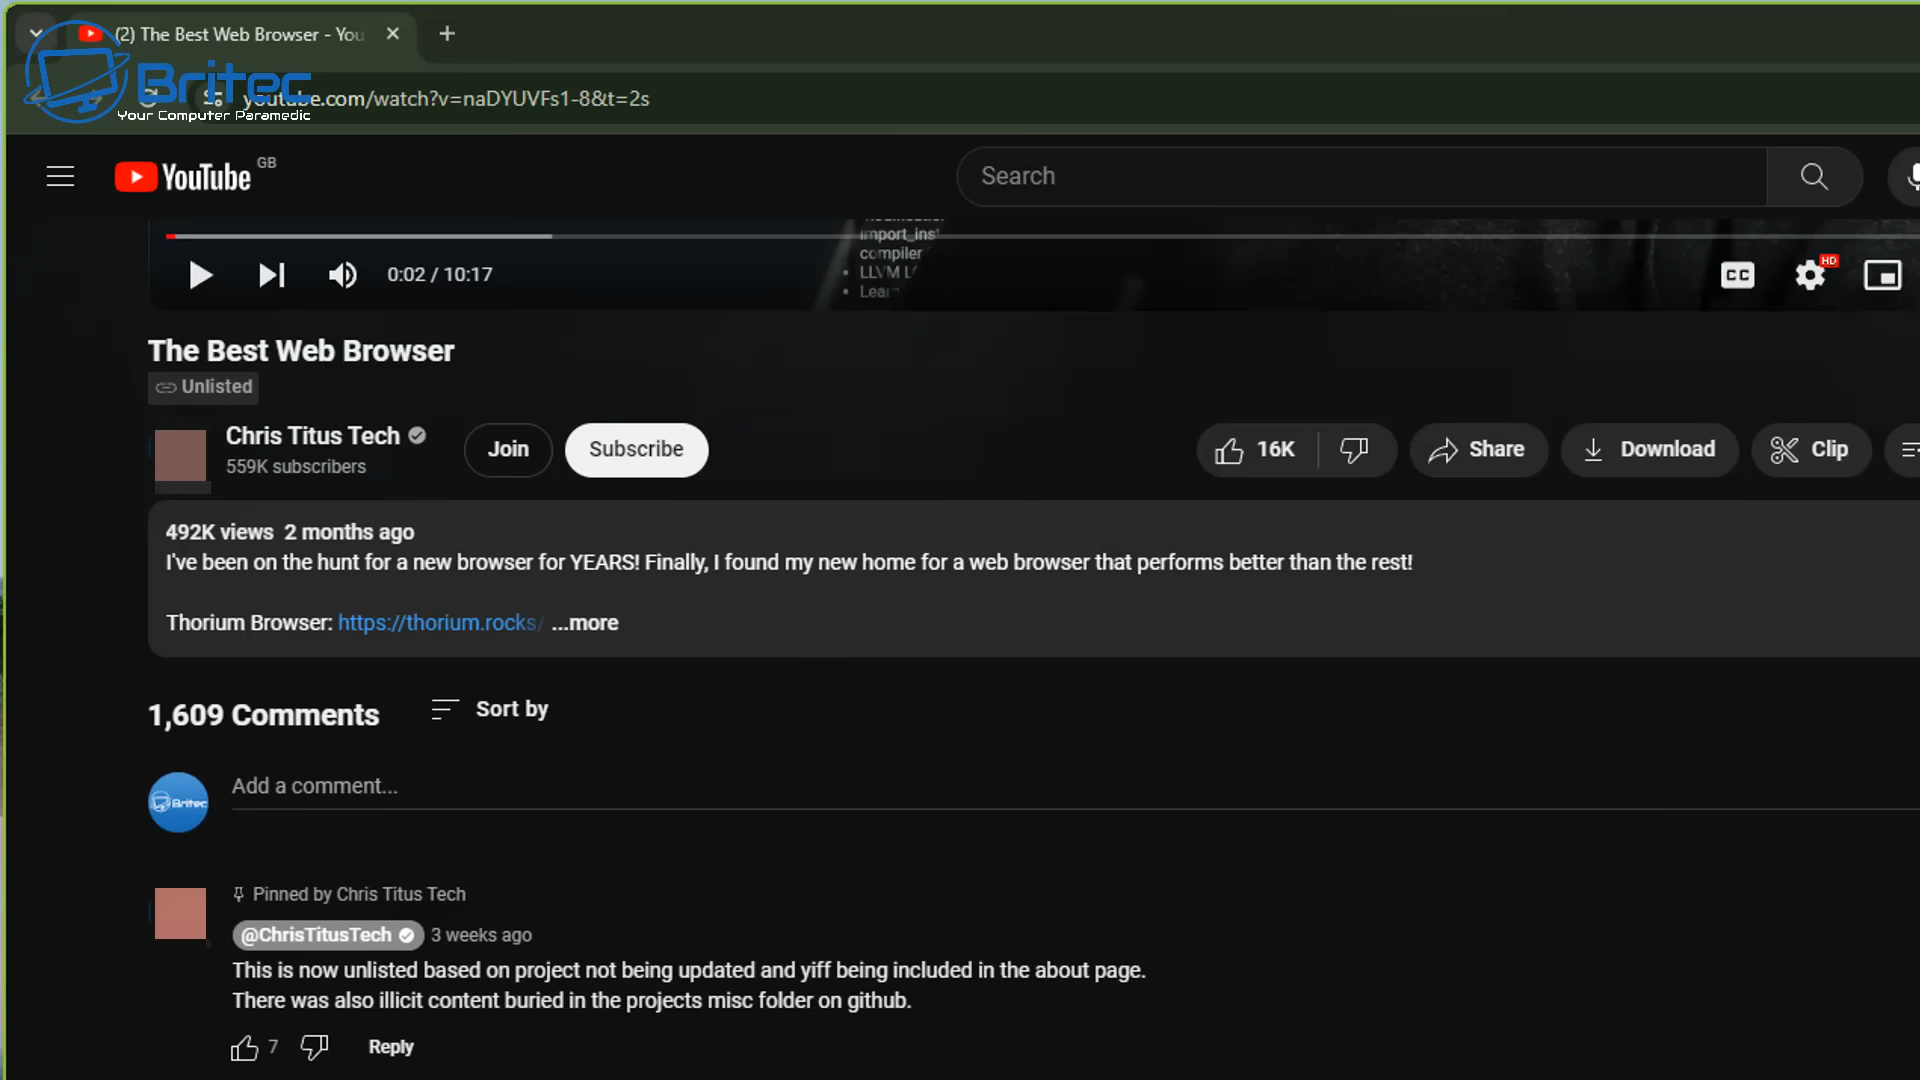 (2) The Best Web Browser - You
Britec
Your Computer Paramedic
youtube.com/watch?v=naDYUVFs1-8&t=2s
YouTube GB
Search
import_ins
compiler
• LLVM
• Lear
0:02 / 10:17
CC
HD
The Best Web Browser
Unlisted
Chris Titus Tech
559K subscribers
Join
Subscribe
16K
Share
Download
Clip
492K views 2 months ago
I've been on the hunt for a new browser for YEARS! Finally, I found my new home for a web browser that performs better than the rest!
Thorium Browser: https://thorium.rocks/ ...more
1,609 Comments
Sort by
Britec
Add a comment...
Pinned by Chris Titus Tech
@ChrisTitusTech 3 weeks ago
This is now unlisted based on project not being updated and yiff being included in the about page.
There was also illicit content buried in the projects misc folder on github.
7
Reply